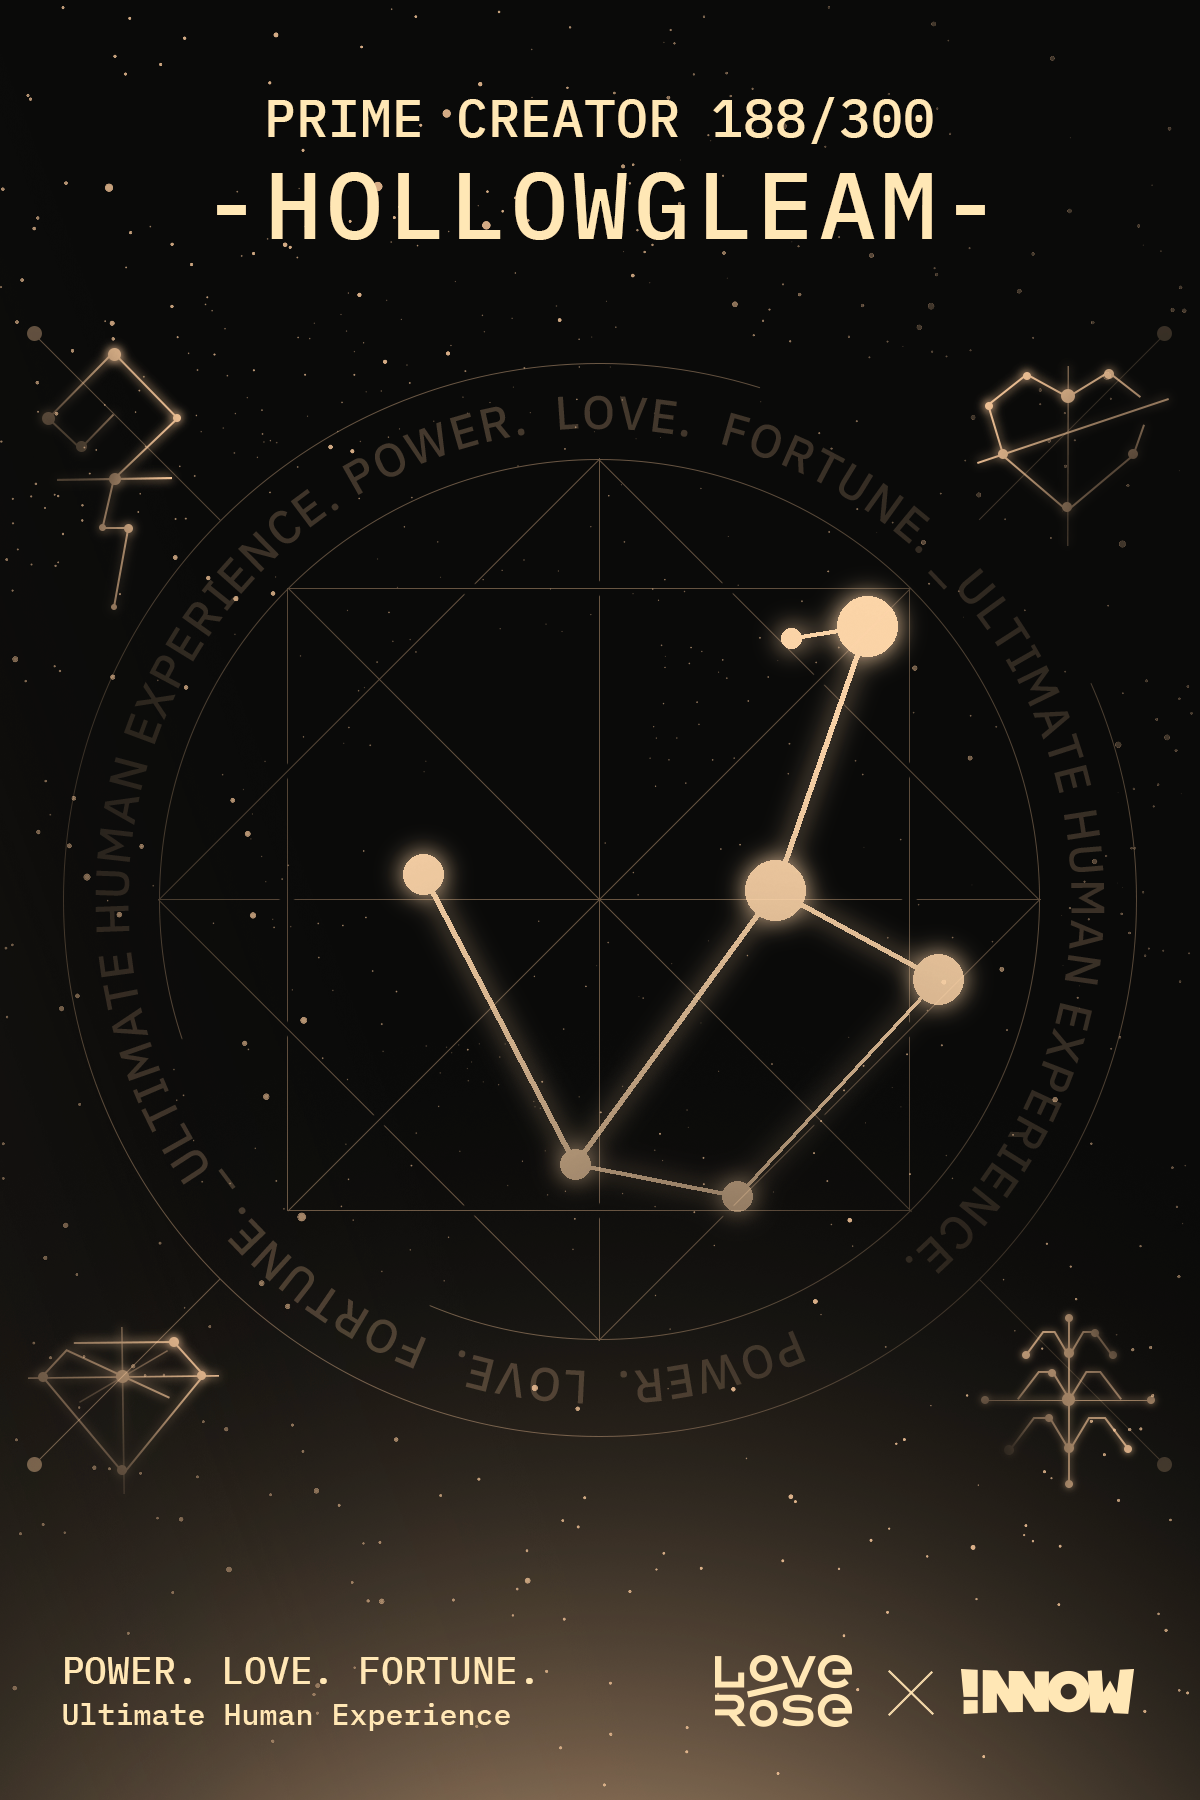 PRIME CREATOR 188/300
-HOLLOWGLEAM-
POWER. LOVE. FORTUNE. — ULTIMATE HUMAN EXPERIENCE.
POWER. LOVE. FORTUNE. — ULTIMATE HUMAN EXPERIENCE.
POWER. LOVE. FORTUNE.
Ultimate Human Experience
LOVE
ROSE
!NNOW